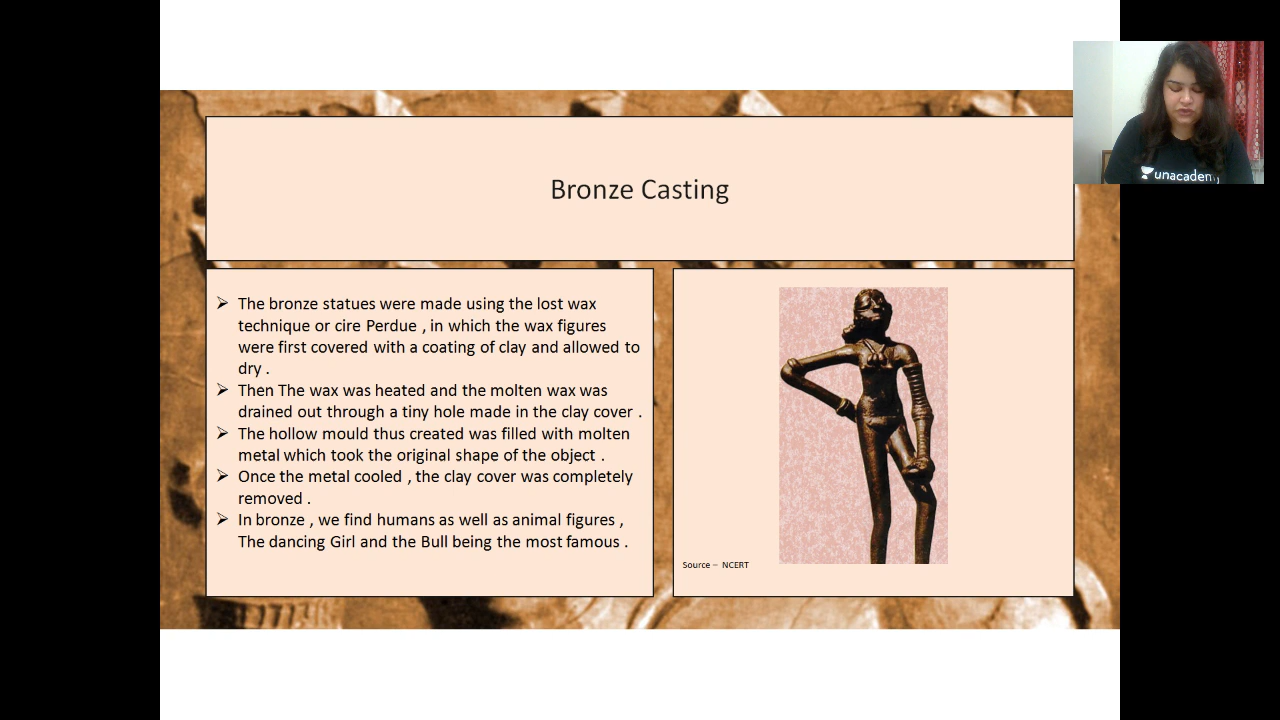 Bronze Casting
unacademy
➢ The bronze statues were made using the lost wax
technique or cire Perdue , in which the wax figures
were first covered with a coating of clay and allowed to
dry .
➢ Then The wax was heated and the molten wax was
drained out through a tiny hole made in the clay cover .
➢ The hollow mould thus created was filled with molten
metal which took the original shape of the object .
➢ Once the metal cooled , the clay cover was completely
removed .
➢ In bronze , we find humans as well as animal figures ,
The dancing Girl and the Bull being the most famous .
Source – NCERT